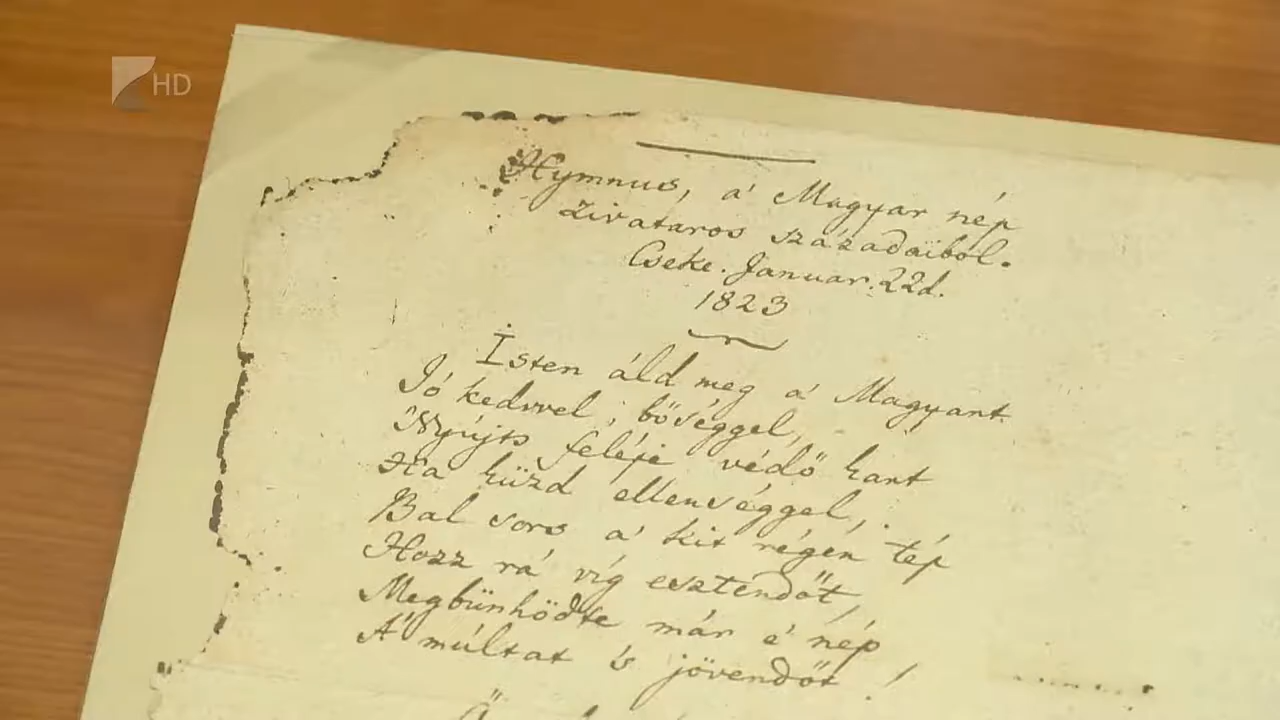 HD
Hymnus, a' Magyar nép
zivataros századaiból.
Cseke. Januar. 22d.
1823
Isten áld meg a' Magyart
Jó kedvvel, bőséggel,
Nyújts feléje védő kart
Ha küzd ellenséggel,
Bal sors a' kit régen tép
Hozz rá víg esztendőt,
Megbünhödte már é' nép
A' múltat 's jövendőt!